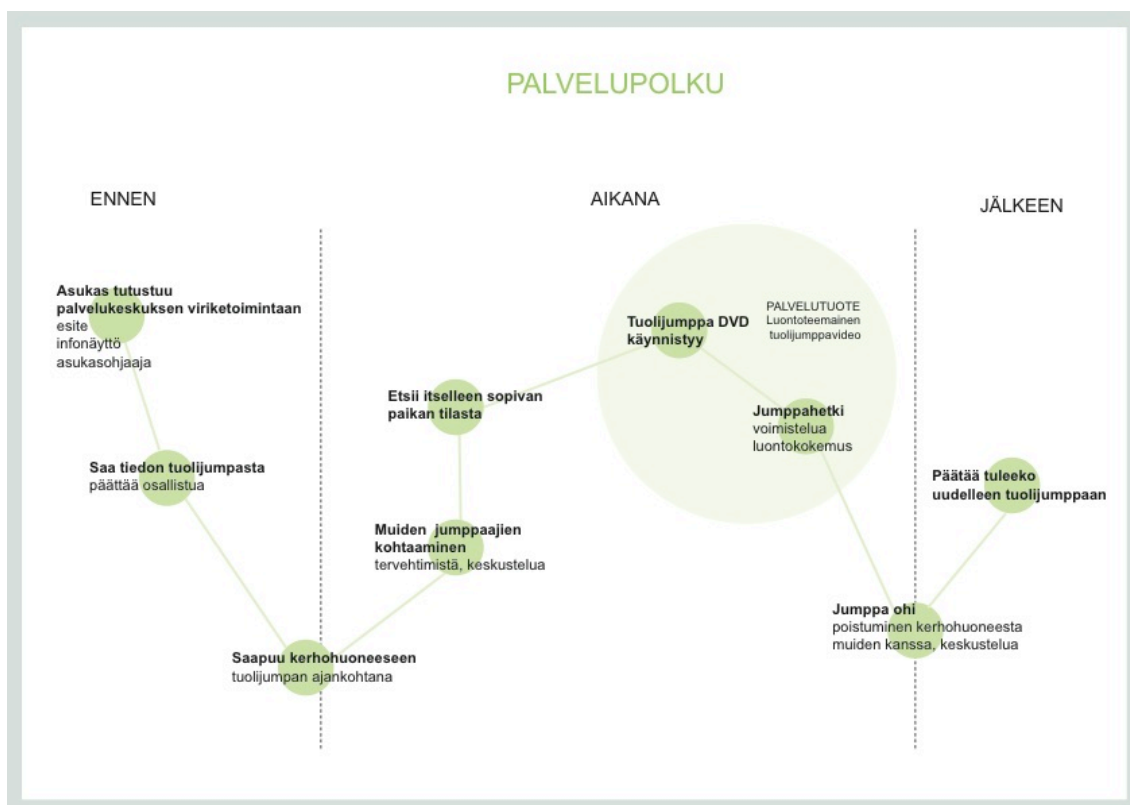 PALVELUPOLKU
ENNEN
AIKANA
JÄLKEEN
Asukas tutustuu
palvelukeskuksen viriketoimintaan
esite
infonäyttö
asukasohjaaja
Saa tiedon tuolijumpasta
päättää osallistua
Saapuu kerhohuoneeseen
tuolijumpan ajankohtana
Muiden jumppaajien
kohtaaminen
tervehtimistä, keskustelua
Etsii itselleen sopivan
paikan tilasta
Tuolijumppa DVD
käynnistyy
PALVELUTUOTE
Luontoteemainen
tuolijumppavideo
Jumppahetki
voimistelua
luontokokemus
Jumppa ohi
poistuminen kerhohuoneesta
muiden kanssa, keskustelua
Päätää tuleeko
uudelleen tuolijumppaan